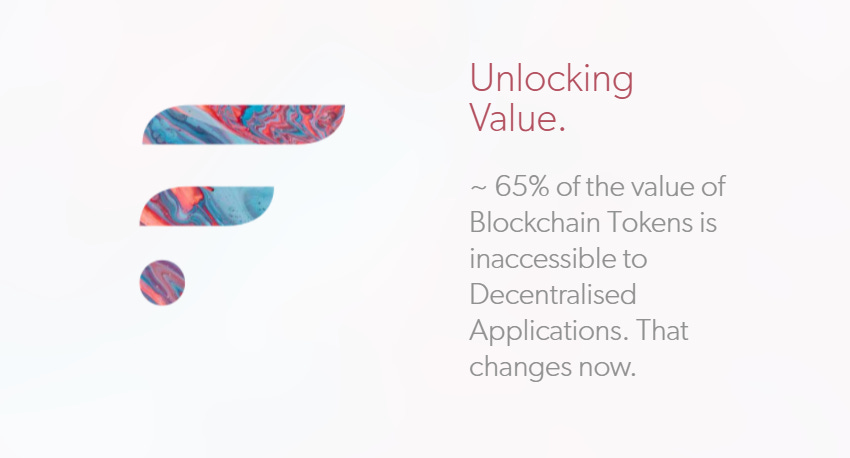 Unlocking
Value.
~ 65% of the value of
Blockchain Tokens is
inaccessible to
Decentralised
Applications. That
changes now.